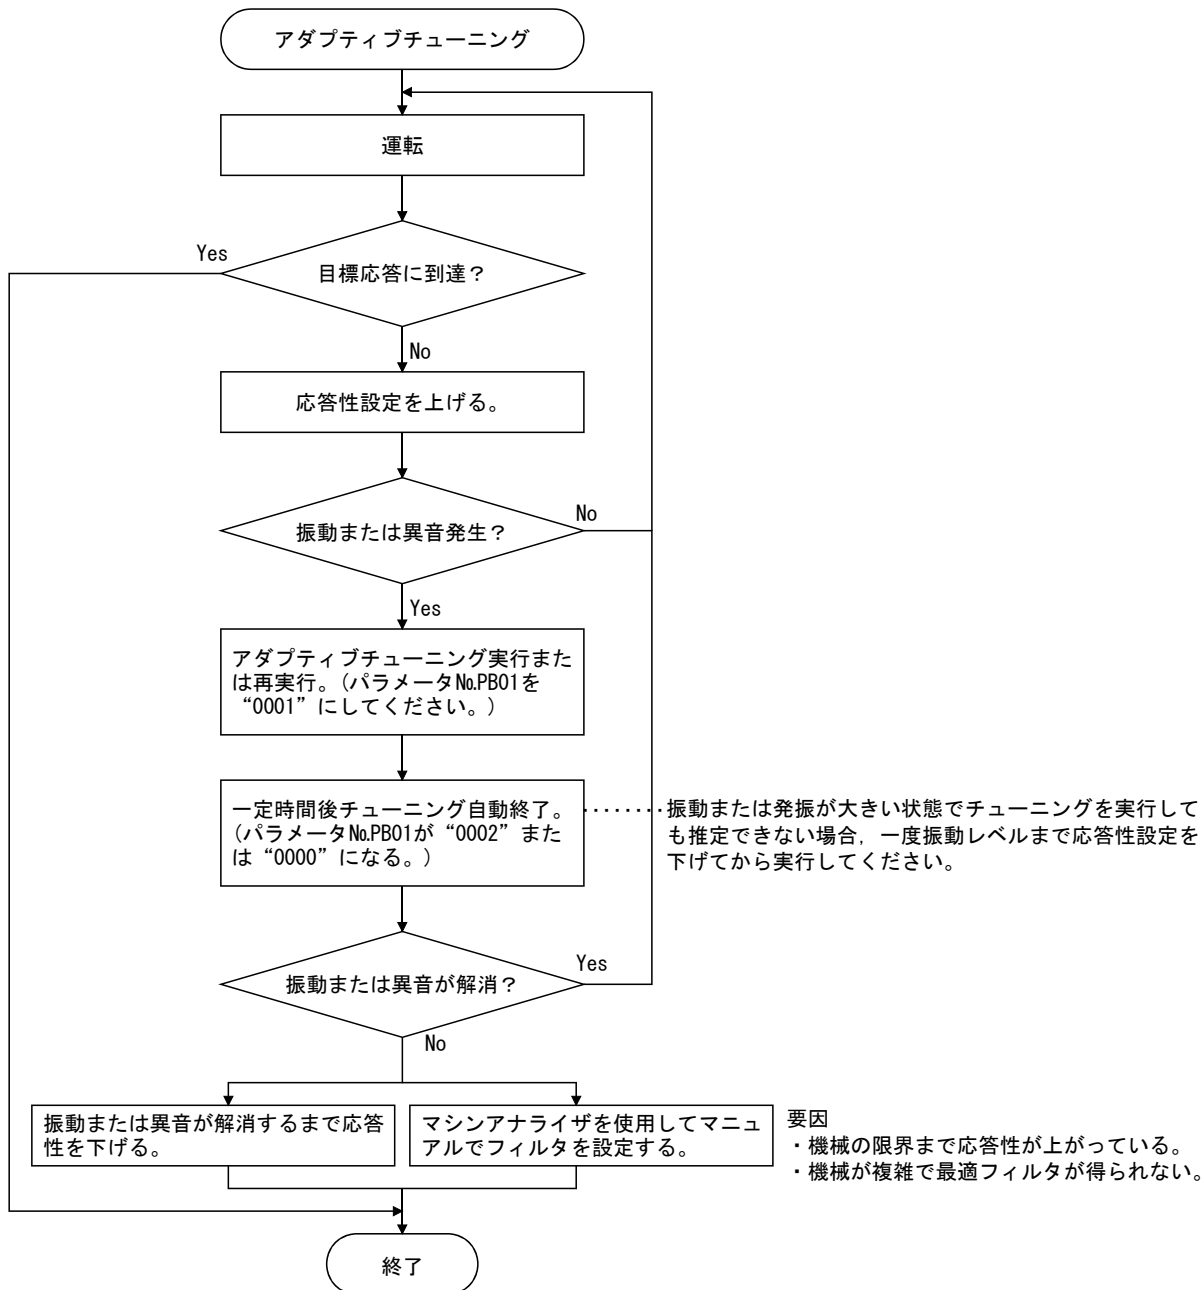 アダプティブチューニング
運転
目標応答に到達？
Yes
No
応答性設定を上げる。
振動または異音発生？
No
Yes
アダプティブチューニング実行また
は再実行。(パラメータ№PB01を
“0001”にしてください。)
一定時間後チューニング自動終了。
(パラメータ№PB01が“0002”また
は“0000”になる。)
········振動または発振が大きい状態でチューニングを実行して
も推定できない場合，一度振動レベルまで応答性設定を
下げてから実行してください。
振動または異音が解消？
Yes
No
振動または異音が解消するまで応答
性を下げる。
マシンアナライザを使用してマニュ
アルでフィルタを設定する。
要因
・機械の限界まで応答性が上がっている。
・機械が複雑で最適フィルタが得られない。
終了